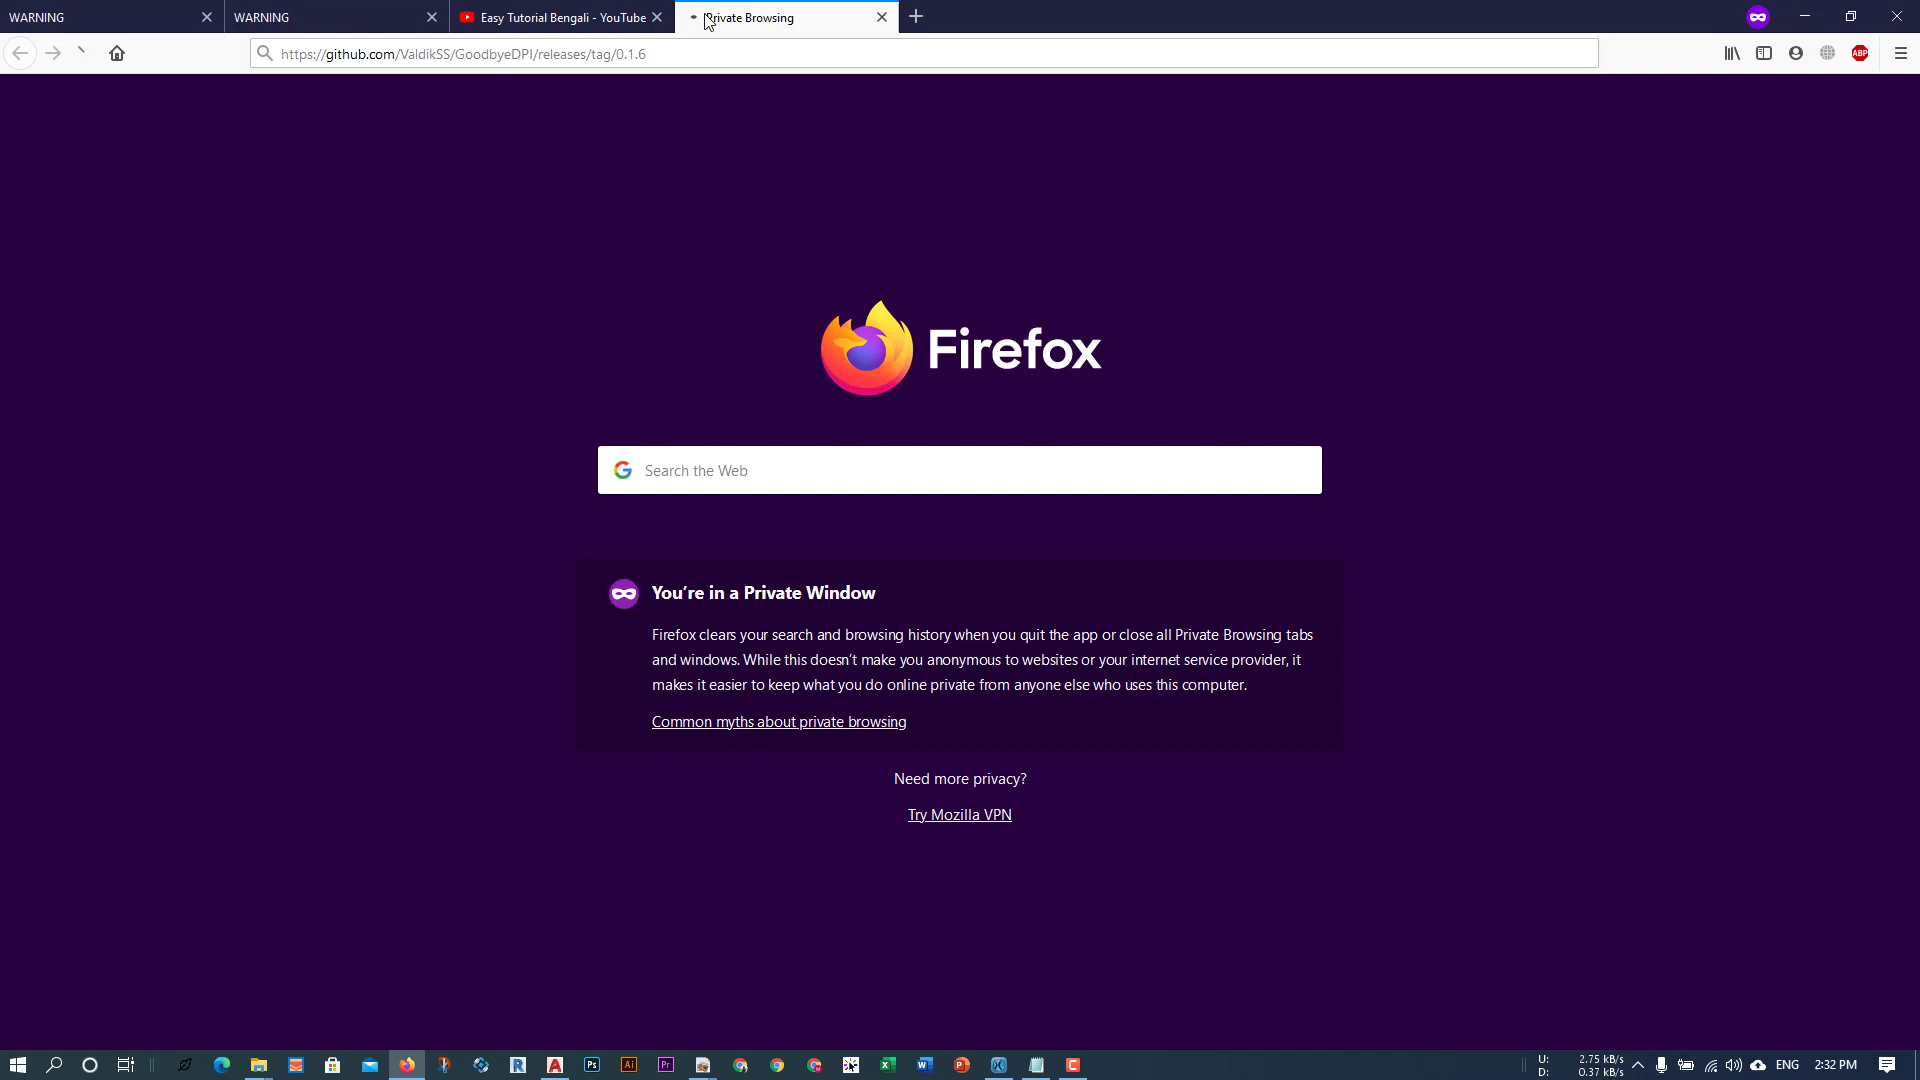 WARNING
WARNING
Easy Tutorial Bengali - YouTube
Private Browsing
https://github.com/ValdikSS/GoodbyeDPI/releases/tag/0.1.6
ABP
Firefox
Search the Web
You're in a Private Window
Firefox clears your search and browsing history when you quit the app or close all Private Browsing tabs
and windows. While this doesn't make you anonymous to websites or your internet service provider, it
makes it easier to keep what you do online private from anyone else who uses this computer.
Common myths about private browsing
Need more privacy?
Try Mozilla VPN
U: 2.75 kB/s
D: 0.37 kB/s
ENG
2:32 PM